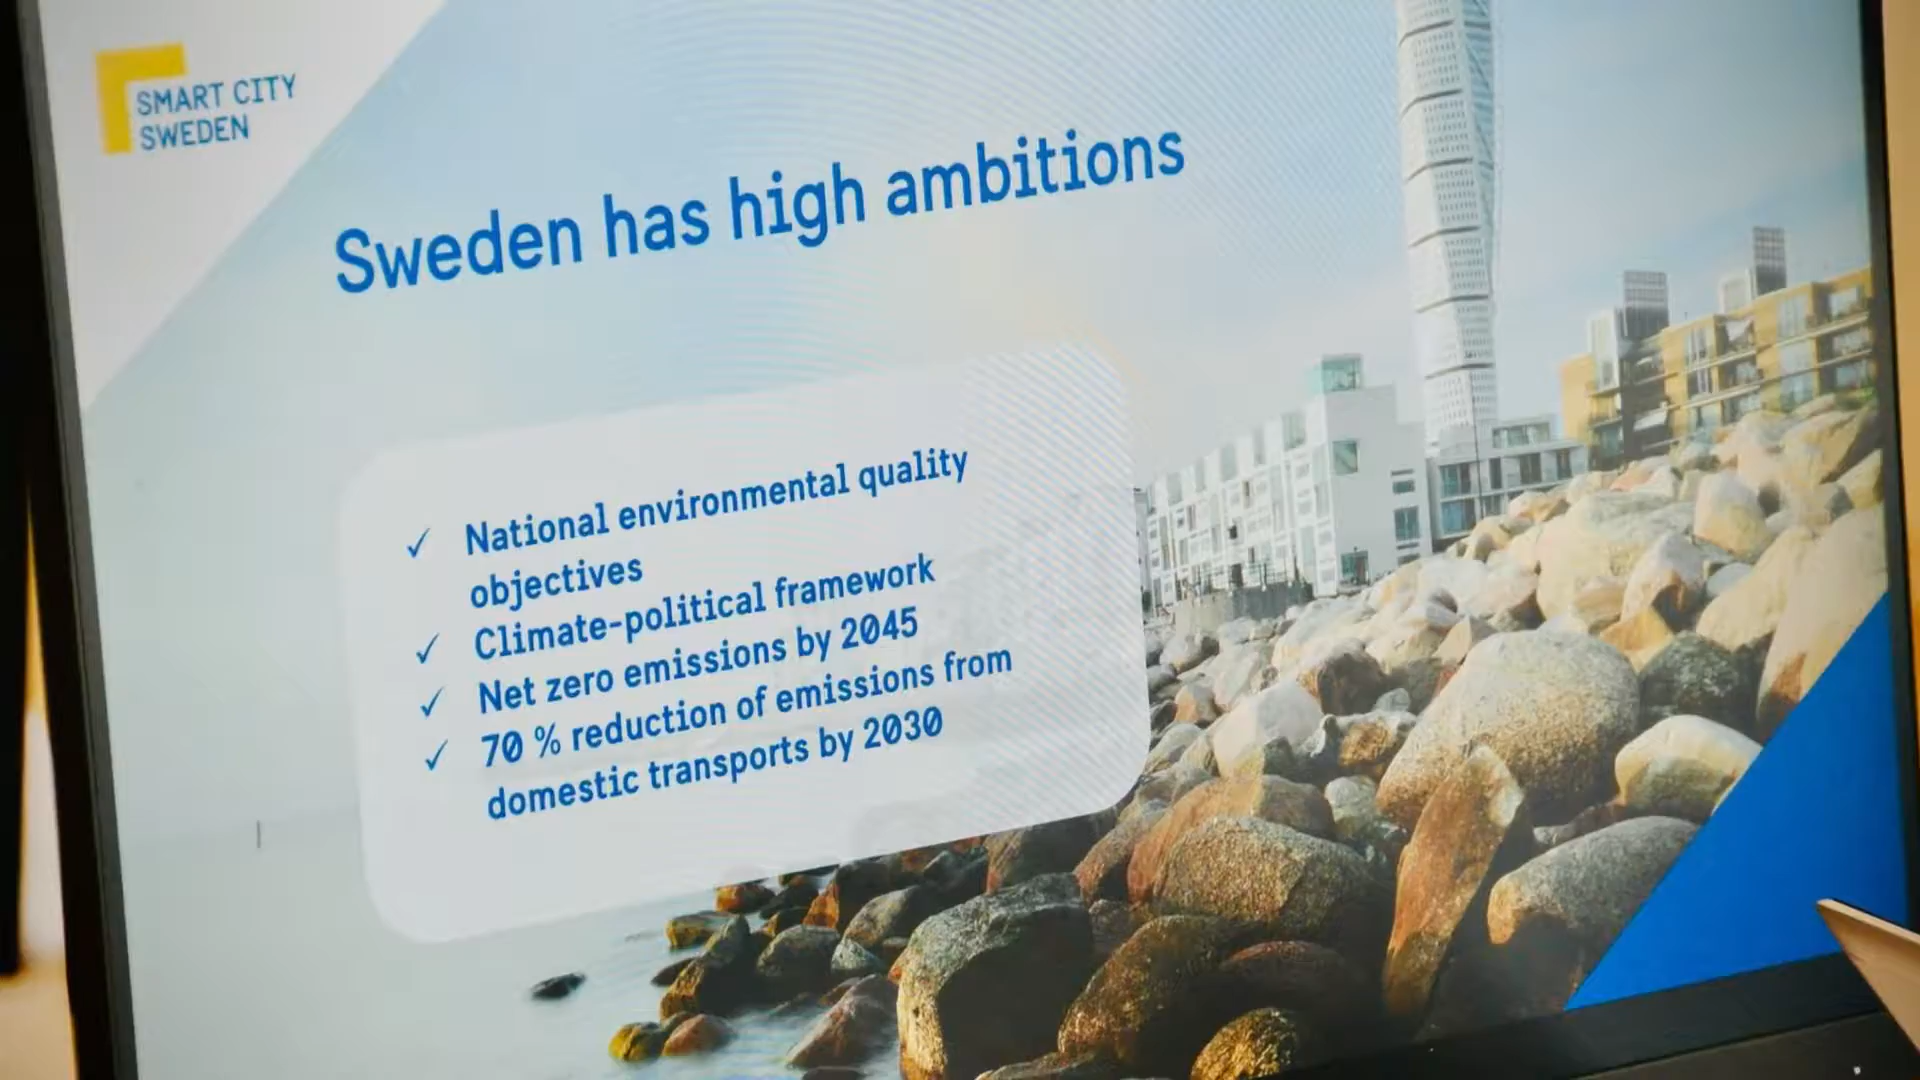 SMART CITY
SWEDEN
Sweden has high ambitions
✓ National environmental quality
objectives
✓ Climate-political framework
✓ Net zero emissions by 2045
✓ 70 % reduction of emissions from
domestic transports by 2030